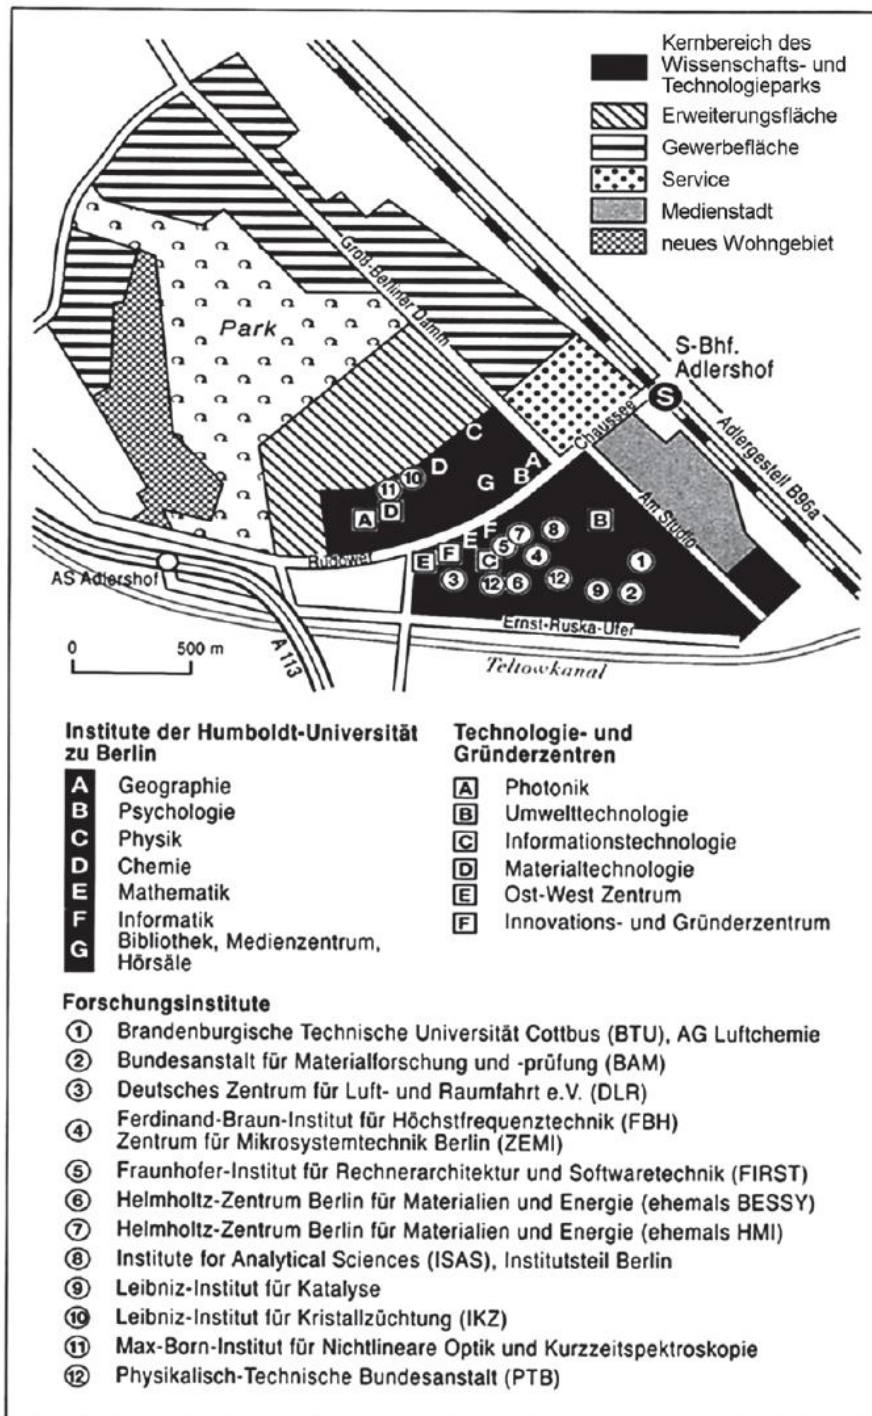 Kernbereich des
Wissenschafts- und
Technologieparks
Erweiterungsfläche
Gewerbefläche
Service
Medienstadt
neues Wohngebiet
Groß-Berliner Damm
Park
S-Bhf.
Adlershof
S
Chaussee
Adlergestell B96a
Am Studio
C
D
G
B
A
10
11
A
D
F
E
E
F
C
5
7
8
4
B
1
3
12
6
12
9
2
Rudower
AS Adlershof
Ernst-Ruska-Ufer
A 113
Teltowkanal
0 500 m
Institute der Humboldt-Universität
zu Berlin
A Geographie
B Psychologie
C Physik
D Chemie
E Mathematik
F Informatik
G Bibliothek, Medienzentrum,
Hörsäle
Technologie- und
Gründerzentren
A Photonik
B Umwelttechnologie
C Informationstechnologie
D Materialtechnologie
E Ost-West Zentrum
F Innovations- und Gründerzentrum
Forschungsinstitute
1 Brandenburgische Technische Universität Cottbus (BTU), AG Luftchemie
2 Bundesanstalt für Materialforschung und -prüfung (BAM)
3 Deutsches Zentrum für Luft- und Raumfahrt e.V. (DLR)
4 Ferdinand-Braun-Institut für Höchstfrequenztechnik (FBH)
Zentrum für Mikrosystemtechnik Berlin (ZEMI)
5 Fraunhofer-Institut für Rechnerarchitektur und Softwaretechnik (FIRST)
6 Helmholtz-Zentrum Berlin für Materialien und Energie (ehemals BESSY)
7 Helmholtz-Zentrum Berlin für Materialien und Energie (ehemals HMI)
8 Institute for Analytical Sciences (ISAS), Institutsteil Berlin
9 Leibniz-Institut für Katalyse
10 Leibniz-Institut für Kristallzüchtung (IKZ)
11 Max-Born-Institut für Nichtlineare Optik und Kurzzeitspektroskopie
12 Physikalisch-Technische Bundesanstalt (PTB)